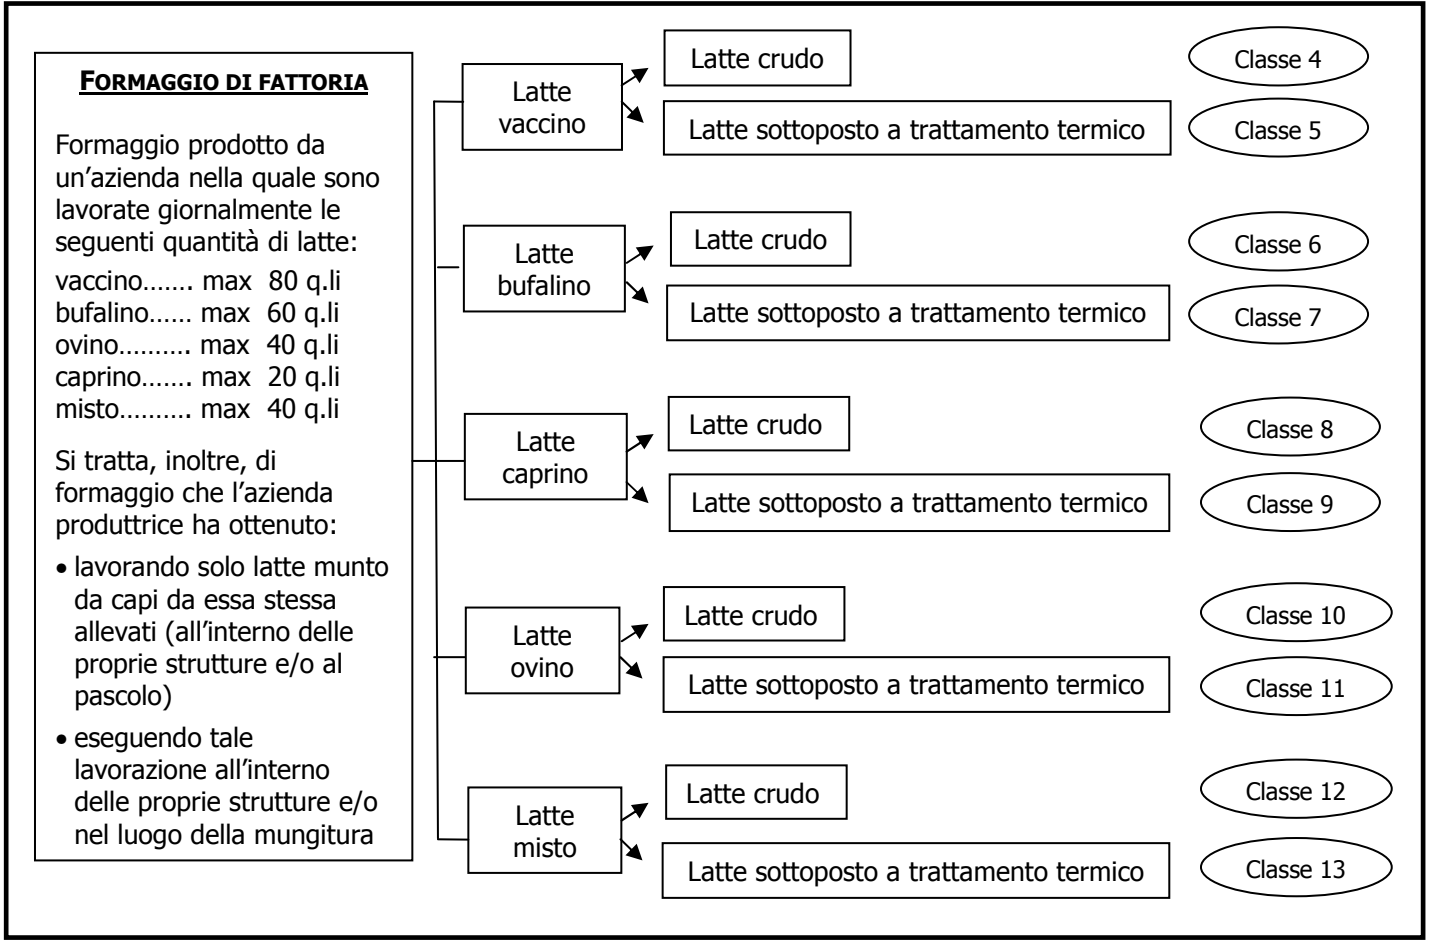 FORMAGGIO DI FATTORIA
Formaggio prodotto da
un’azienda nella quale sono
lavorate giornalmente le
seguenti quantità di latte:
vaccino……. max 80 q.li
bufalino…… max 60 q.li
ovino………. max 40 q.li
caprino……. max 20 q.li
misto………. max 40 q.li
Si tratta, inoltre, di
formaggio che l’azienda
produttrice ha ottenuto:
• lavorando solo latte munto
da capi da essa stessa
allevati (all’interno delle
proprie strutture e/o al
pascolo)
• eseguendo tale
lavorazione all’interno
delle proprie strutture e/o
nel luogo della mungitura
Latte
vaccino
Latte crudo
Classe 4
Latte sottoposto a trattamento termico
Classe 5
Latte
bufalino
Latte crudo
Classe 6
Latte sottoposto a trattamento termico
Classe 7
Latte
caprino
Latte crudo
Classe 8
Latte sottoposto a trattamento termico
Classe 9
Latte
ovino
Latte crudo
Classe 10
Latte sottoposto a trattamento termico
Classe 11
Latte
misto
Latte crudo
Classe 12
Latte sottoposto a trattamento termico
Classe 13